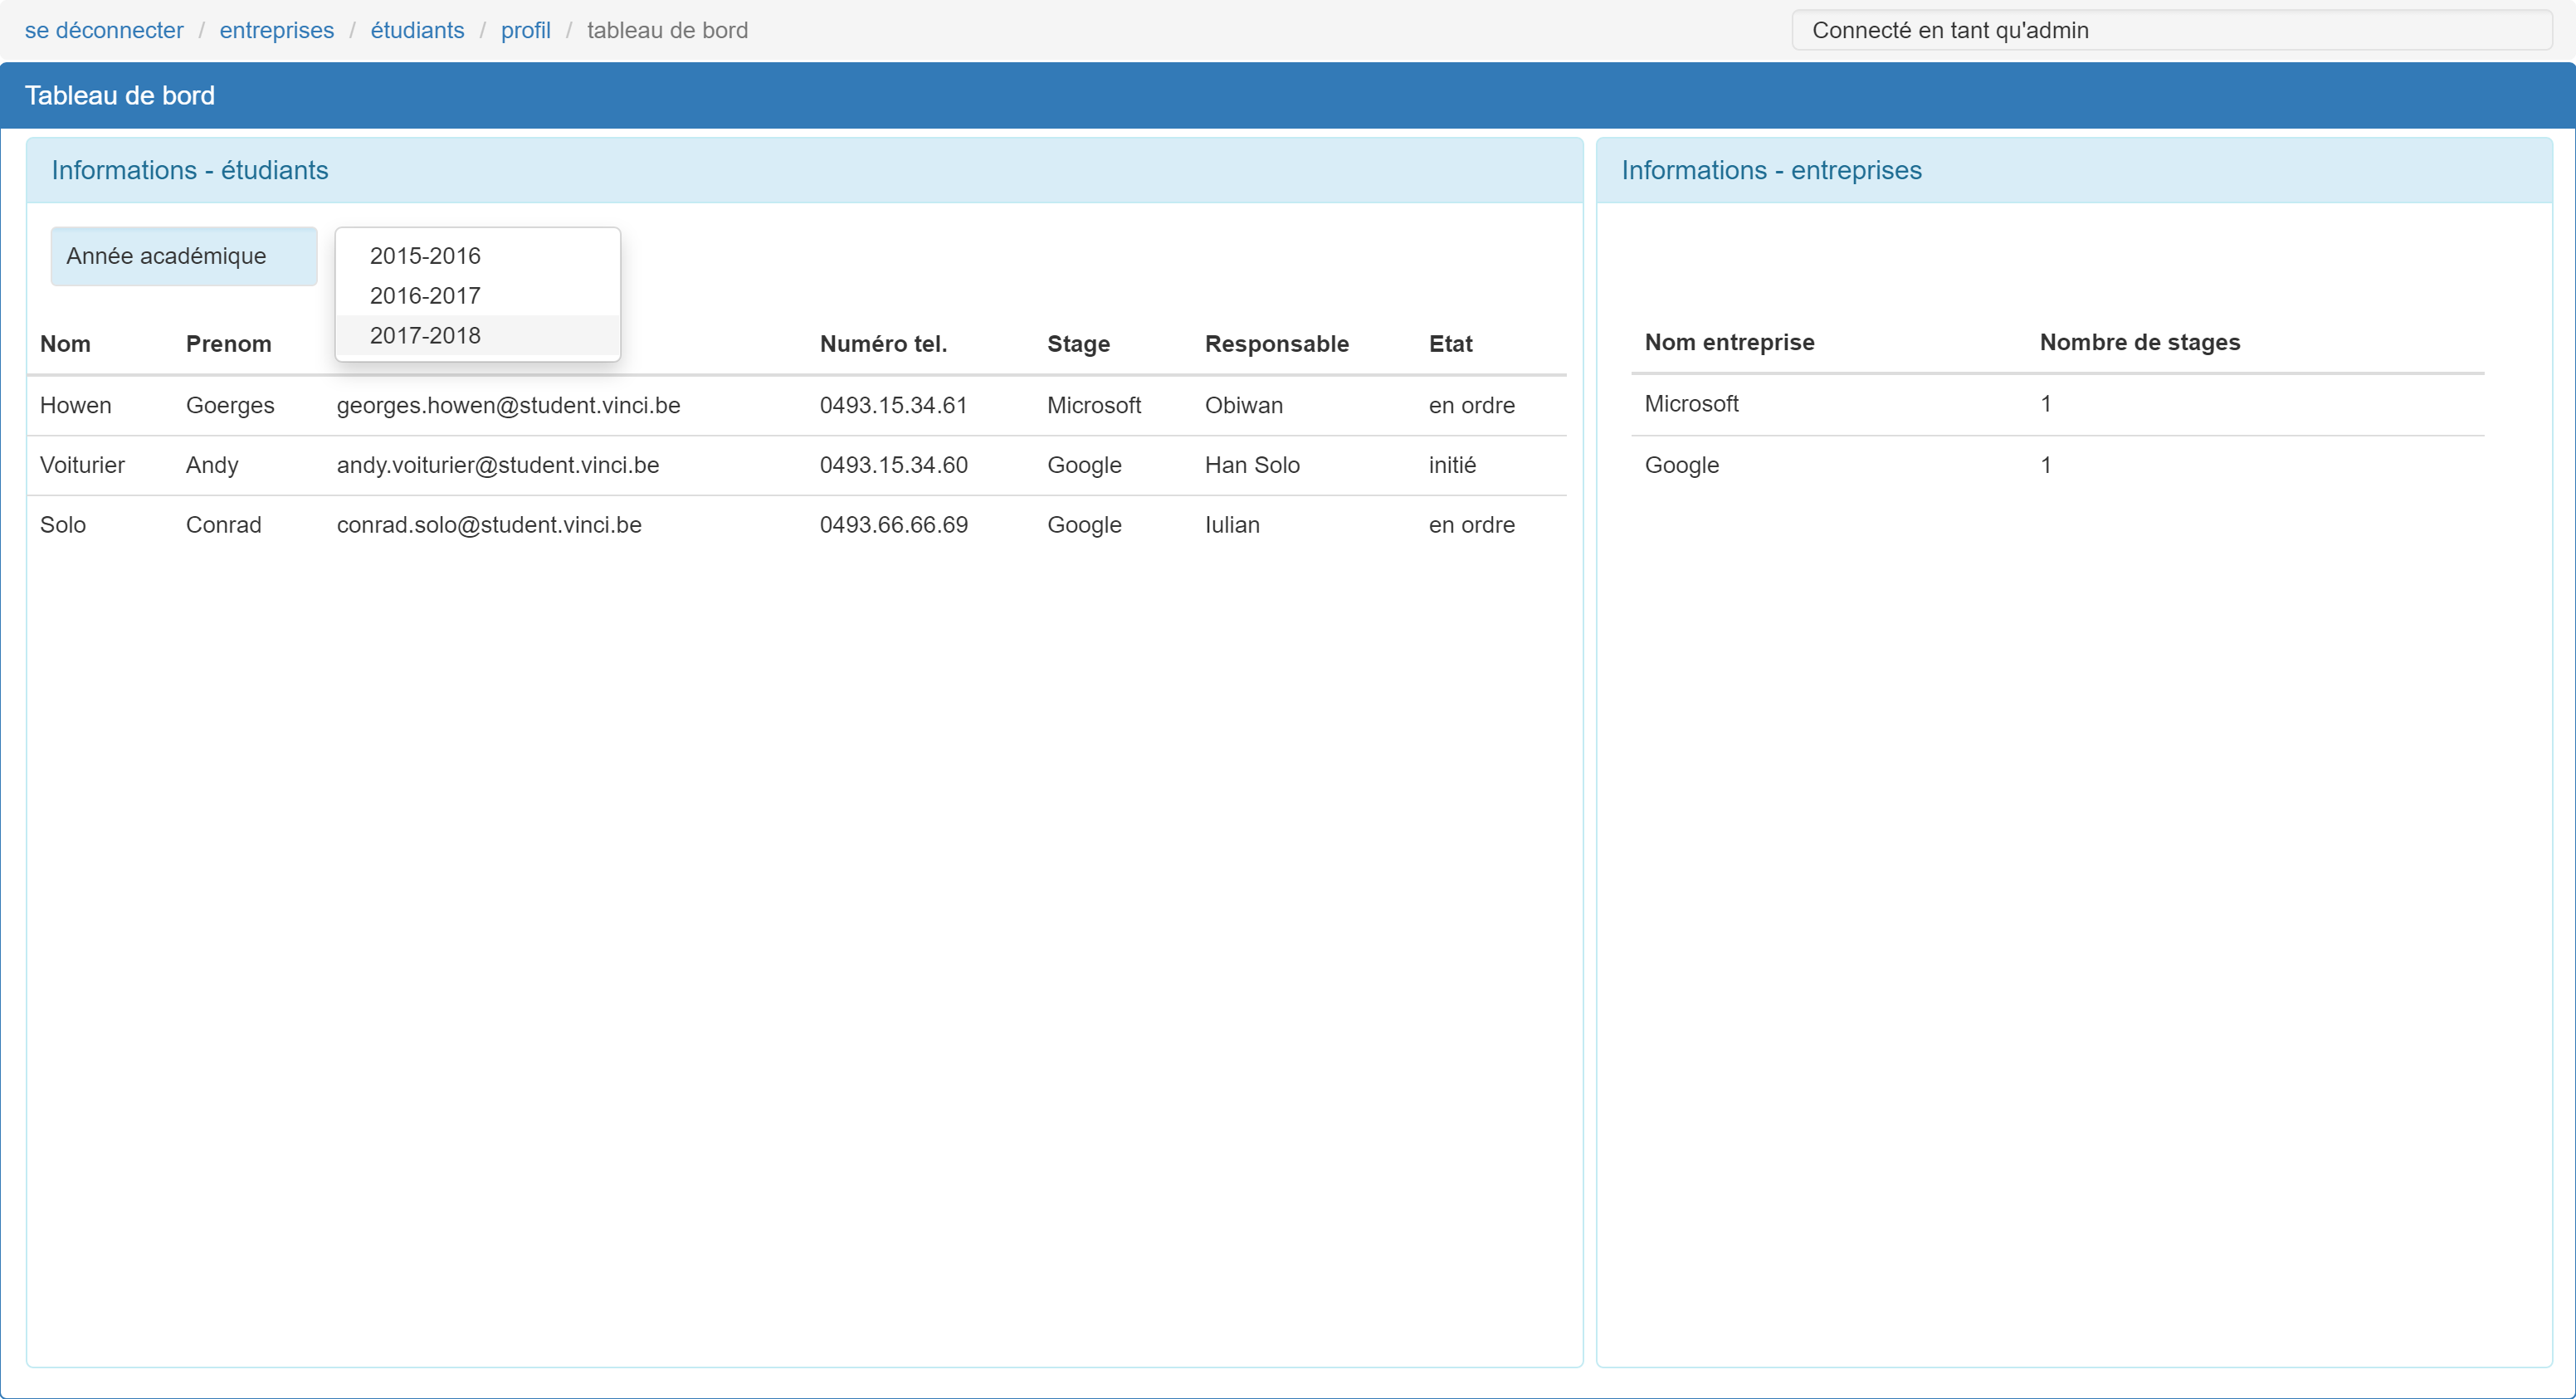 se déconnecter / entreprises / étudiants / profil / tableau de bord
Connecté en tant qu'admin
Tableau de bord
Informations - étudiants
Année académique
2015-2016
2016-2017
2017-2018
Nom Prenom Numéro tel. Stage Responsable Etat
Howen Goerges georges.howen@student.vinci.be 0493.15.34.61 Microsoft Obiwan en ordre
Voiturier Andy andy.voiturier@student.vinci.be 0493.15.34.60 Google Han Solo initié
Solo Conrad conrad.solo@student.vinci.be 0493.66.66.69 Google Iulian en ordre
Informations - entreprises
Nom entreprise Nombre de stages
Microsoft 1
Google 1